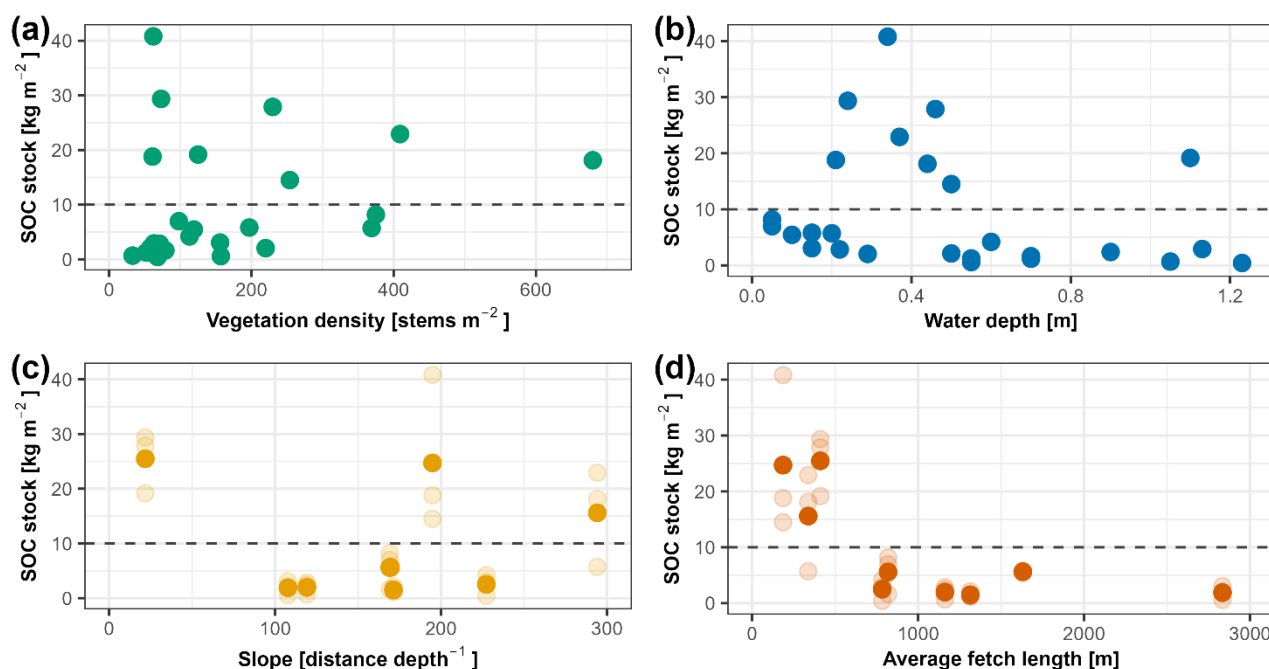 (a)
SOC stock [kg m⁻² ]
40
30
20
10
0
0 200 400 600
Vegetation density [stems m⁻² ]
(b)
SOC stock [kg m⁻² ]
40
30
20
10
0
0.0 0.4 0.8 1.2
Water depth [m]
(c)
SOC stock [kg m⁻² ]
40
30
20
10
0
0 100 200 300
Slope [distance depth⁻¹ ]
(d)
SOC stock [kg m⁻² ]
40
30
20
10
0
0 1000 2000 3000
Average fetch length [m]